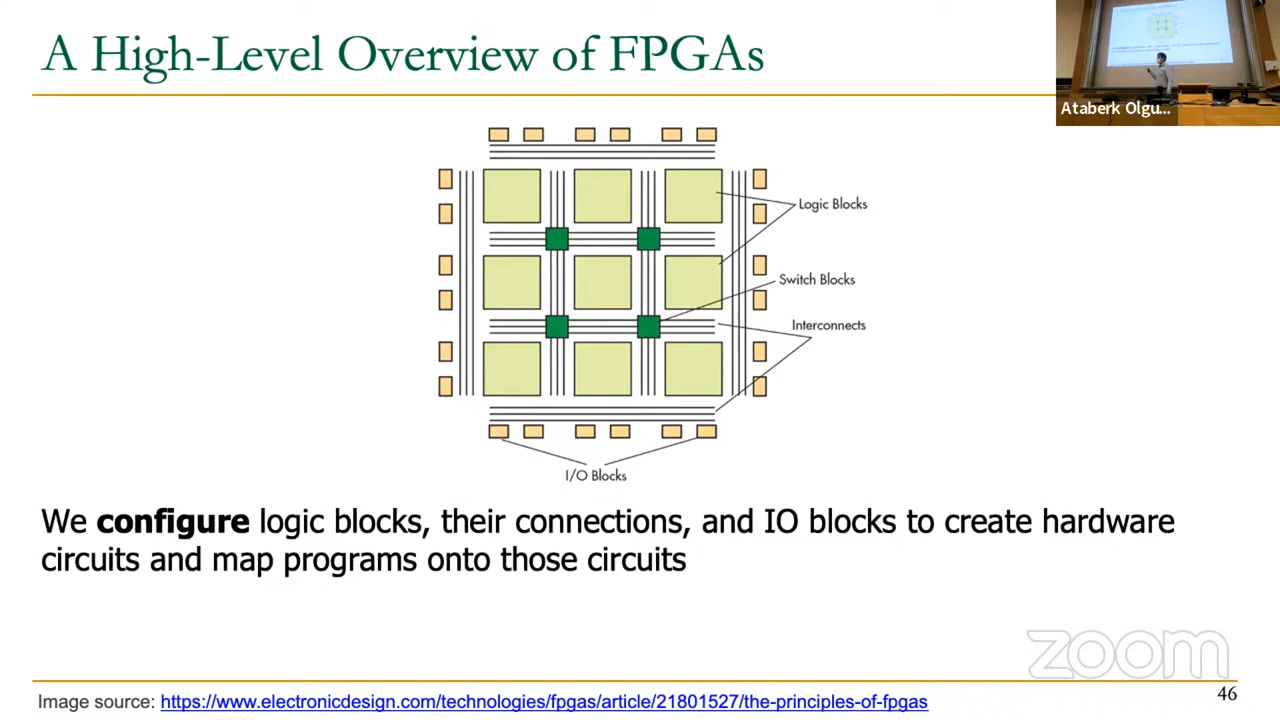 A High-Level Overview of FPGAs
Ataberk Olgu...
Logic Blocks
Switch Blocks
Interconnects
I/O Blocks
We configure logic blocks, their connections, and IO blocks to create hardware
circuits and map programs onto those circuits
zoom
Image source: https://www.electronicdesign.com/technologies/fpgas/article/21801527/the-principles-of-fpgas
46